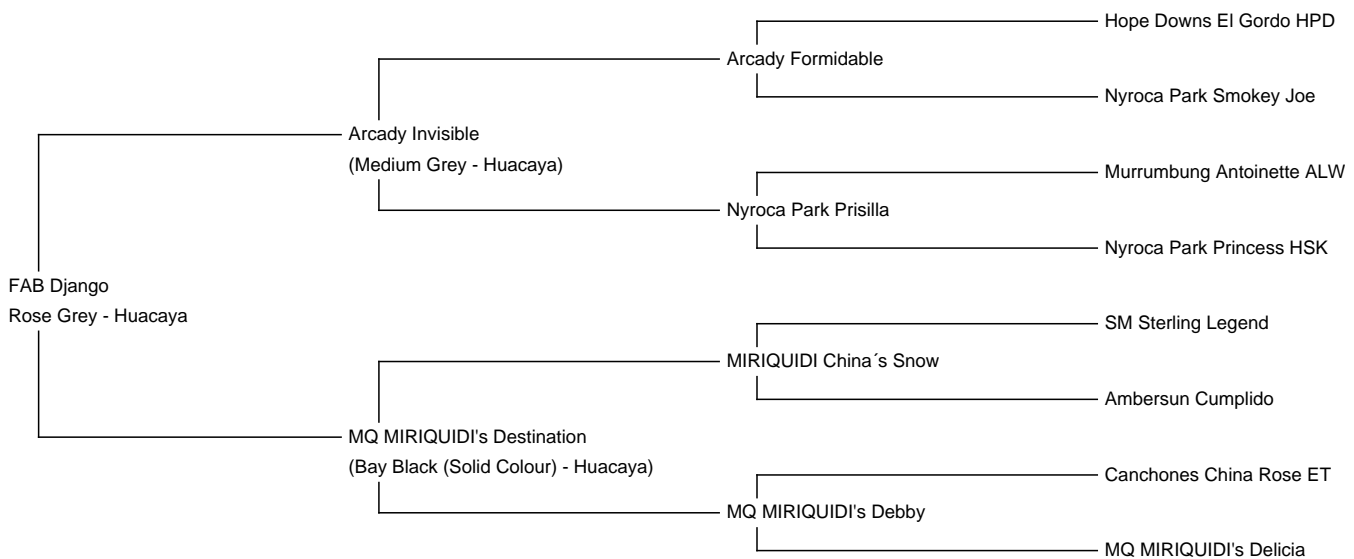 Hope Downs El Gordo HPD
Arcady Formidable
Nyroca Park Smokey Joe
Arcady Invisible
(Medium Grey - Huacaya)
Murrumbung Antoinette ALW
Nyroca Park Prisilla
Nyroca Park Princess HSK
FAB Django
Rose Grey - Huacaya
SM Sterling Legend
MIRIQUIDI China´s Snow
Ambersun Cumplido
MQ MIRIQUIDI's Destination
(Bay Black (Solid Colour) - Huacaya)
Canchones China Rose ET
MQ MIRIQUIDI's Debby
MQ MIRIQUIDI's Delicia